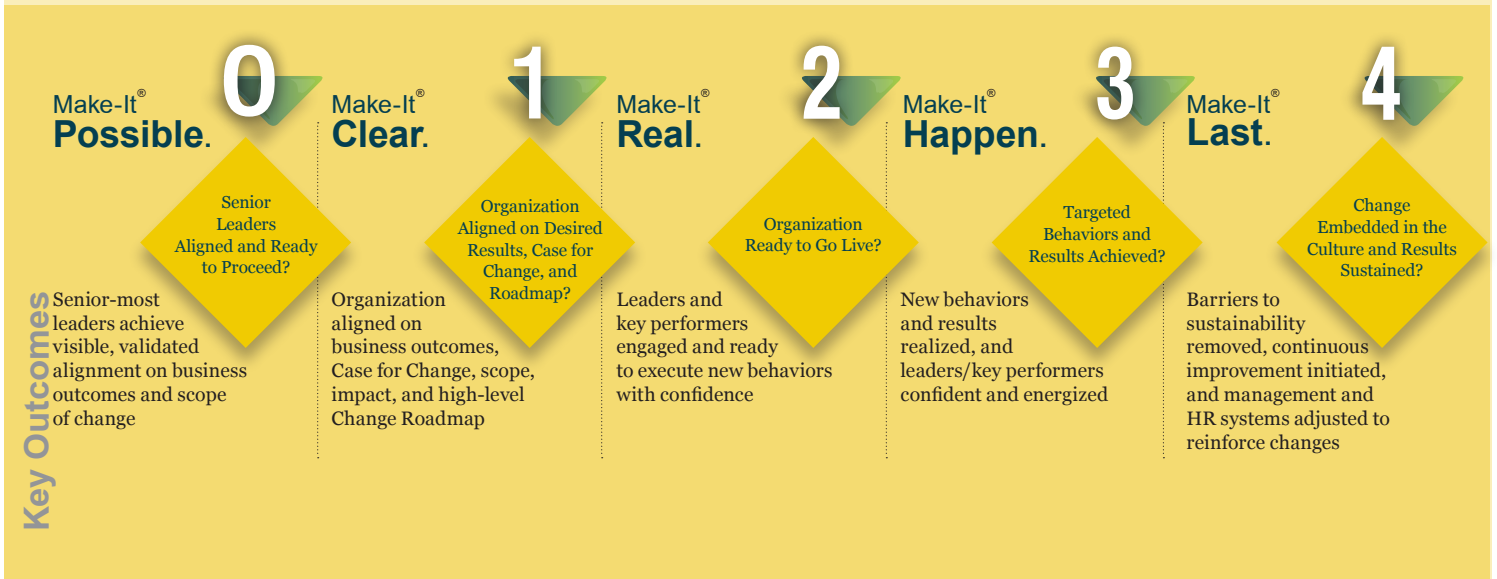 Make-It®
Possible.
0
Senior
Leaders
Aligned and Ready
to Proceed?
Senior-most
leaders achieve
visible, validated
alignment on business
outcomes and scope
of change
Make-It®
Clear.
1
Organization
Aligned on Desired
Results, Case for
Change, and
Roadmap?
Organization
aligned on
business outcomes,
Case for Change, scope,
impact, and high-level
Change Roadmap
Make-It®
Real.
2
Organization
Ready to Go Live?
Leaders and
key performers
engaged and ready
to execute new behaviors
with confidence
Make-It®
Happen.
3
Targeted
Behaviors and
Results Achieved?
New behaviors
and results
realized, and
leaders/key performers
confident and energized
Make-It®
Last.
4
Change
Embedded in the
Culture and Results
Sustained?
Barriers to
sustainability
removed, continuous
improvement initiated,
and management and
HR systems adjusted to
reinforce changes
Key Outcomes